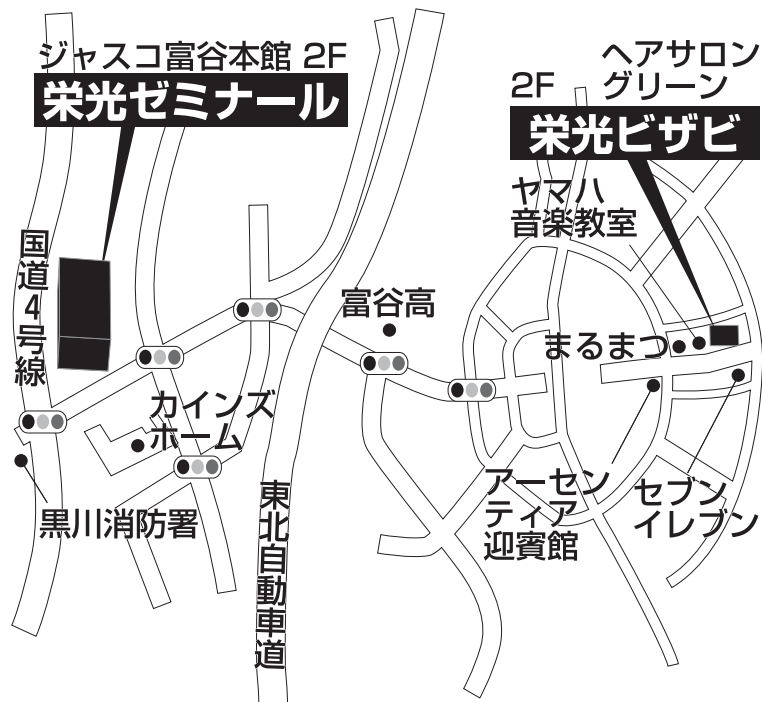 ジャスコ富谷本館 2F
栄光ゼミナール
ヘアサロン
2F グリーン
栄光ビザビ
ヤマハ
音楽教室
国道4号線
富谷高
まるまつ
カインズ
ホーム
黒川消防署
東北自動車道
アーセン
ティア
迎賓館
セブン
イレブン